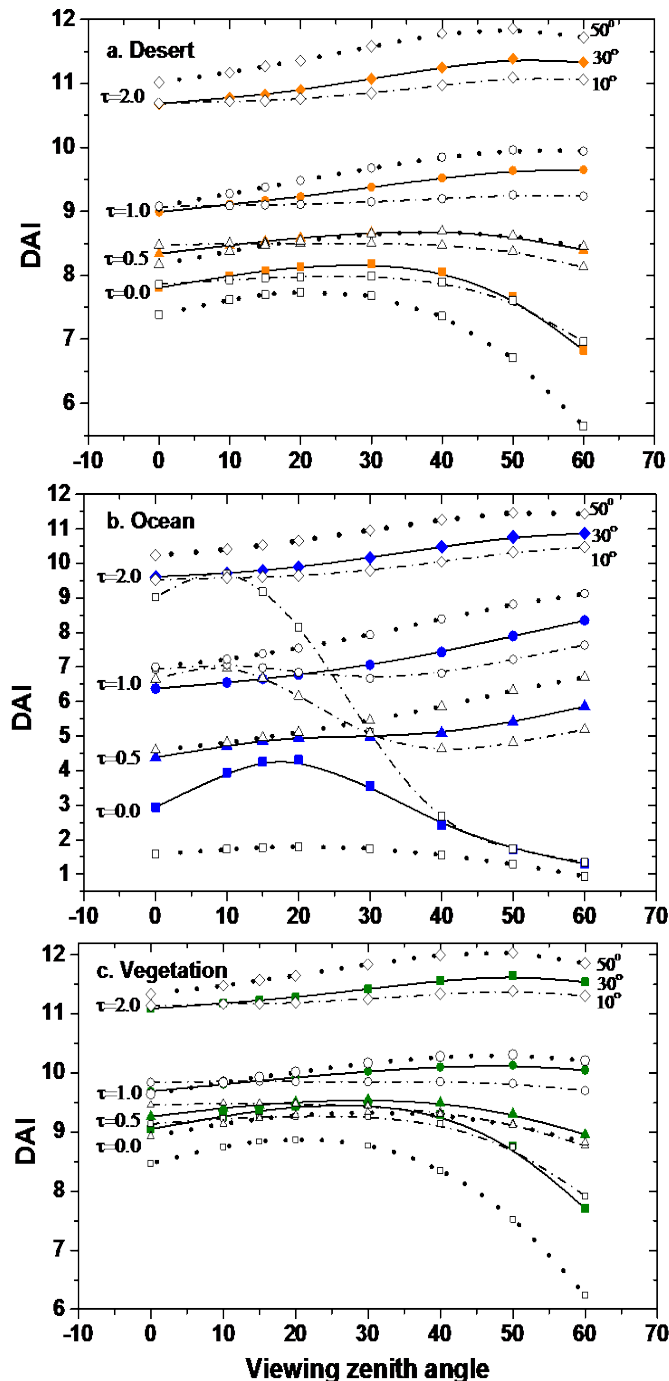 12
11
10
9
8
7
6
DAI
a. Desert
50°
30°
10°
τ=2.0
τ=1.0
τ=0.5
τ=0.0
-10 0 10 20 30 40 50 60 70
12
11
10
9
8
7
6
5
4
3
2
1
DAI
b. Ocean
50°
30°
10°
τ=2.0
τ=1.0
τ=0.5
τ=0.0
-10 0 10 20 30 40 50 60 70
12
11
10
9
8
7
6
DAI
c. Vegetation
50°
30°
10°
τ=2.0
τ=1.0
τ=0.5
τ=0.0
-10 0 10 20 30 40 50 60 70
Viewing zenith angle